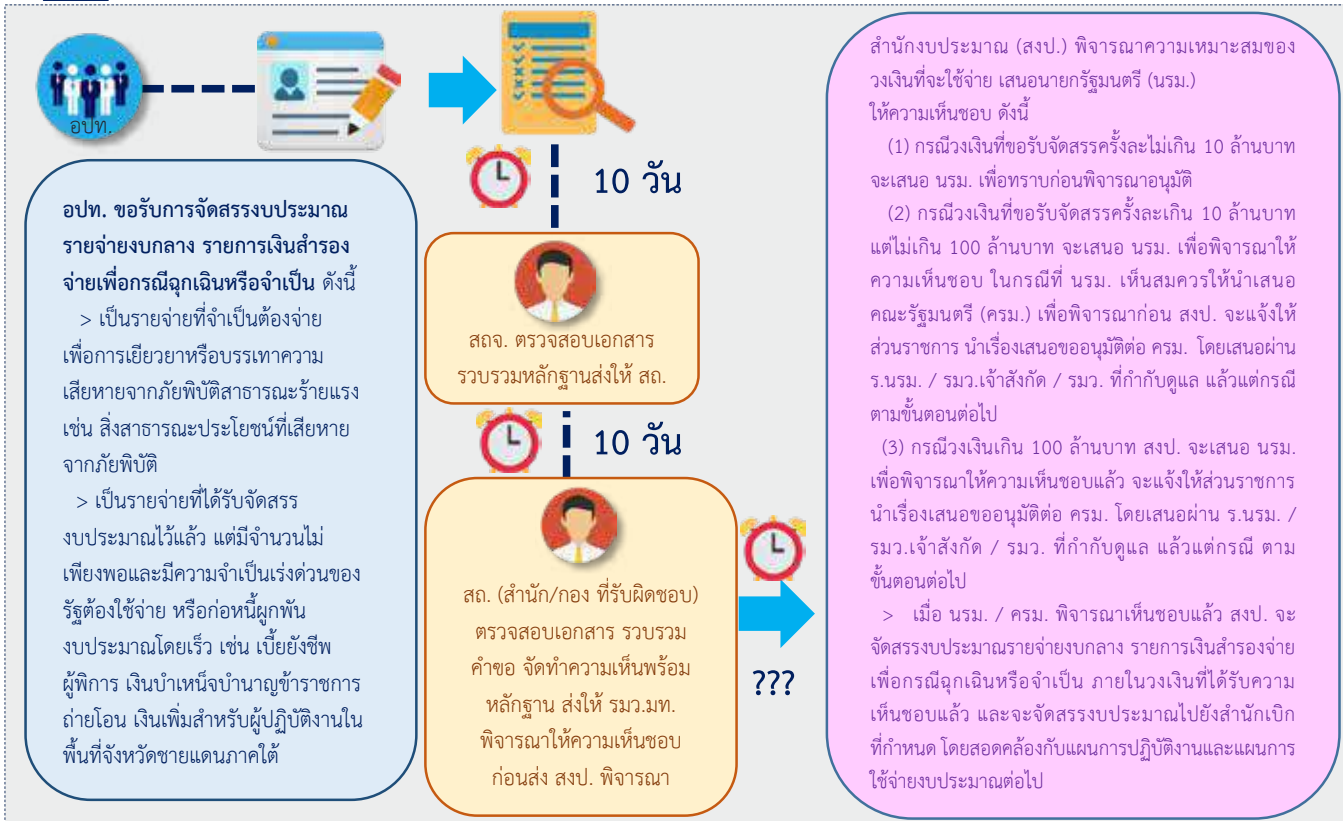 อปท.
อปท. ขอรับการจัดสรรงบประมาณ
รายจ่ายงบกลาง รายการเงินสำรอง
จ่ายเพื่อกรณีฉุกเฉินหรือจำเป็น ดังนี้
> เป็นรายจ่ายที่จำเป็นต้องจ่าย
เพื่อการเยียวยาหรือบรรเทาความ
เสียหายจากภัยพิบัติสาธารณะร้ายแรง
เช่น สิ่งสาธารณะประโยชน์ที่เสียหาย
จากภัยพิบัติ
> เป็นรายจ่ายที่ได้รับจัดสรร
งบประมาณไว้แล้ว แต่มีจำนวนไม่
เพียงพอและมีความจำเป็นเร่งด่วนของ
รัฐต้องใช้จ่าย หรือก่อหนี้ผูกพัน
งบประมาณโดยเร็ว เช่น เบี้ยยังชีพ
ผู้พิการ เงินบำเหน็จบำนาญข้าราชการ
ถ่ายโอน เงินเพิ่มสำหรับผู้ปฏิบัติงานใน
พื้นที่จังหวัดชายแดนภาคใต้
10 วัน
สถจ. ตรวจสอบเอกสาร
รวบรวมหลักฐานส่งให้ สถ.
10 วัน
สถ. (สำนัก/กอง ที่รับผิดชอบ)
ตรวจสอบเอกสาร รวบรวม
คำขอ จัดทำความเห็นพร้อม
หลักฐาน ส่งให้ รมว.มท.
พิจารณาให้ความเห็นชอบ
ก่อนส่ง สงป. พิจารณา
???
สำนักงบประมาณ (สงป.) พิจารณาความเหมาะสมของ
วงเงินที่จะใช้จ่าย เสนอนายกรัฐมนตรี (นรม.)
ให้ความเห็นชอบ ดังนี้
(1) กรณีวงเงินที่ขอรับจัดสรรครั้งละไม่เกิน 10 ล้านบาท
จะเสนอ นรม. เพื่อทราบก่อนพิจารณาอนุมัติ
(2) กรณีวงเงินที่ขอรับจัดสรรครั้งละเกิน 10 ล้านบาท
แต่ไม่เกิน 100 ล้านบาท จะเสนอ นรม. เพื่อพิจารณาให้
ความเห็นชอบ ในกรณีที่ นรม. เห็นสมควรให้นำเสนอ
คณะรัฐมนตรี (ครม.) เพื่อพิจารณาก่อน สงป. จะแจ้งให้
ส่วนราชการ นำเรื่องเสนอขออนุมัติต่อ ครม. โดยเสนอผ่าน
ร.นรม. / รมว.เจ้าสังกัด / รมว. ที่กำกับดูแล แล้วแต่กรณี
ตามขั้นตอนต่อไป
(3) กรณีวงเงินเกิน 100 ล้านบาท สงป. จะเสนอ นรม.
เพื่อพิจารณาให้ความเห็นชอบแล้ว จะแจ้งให้ส่วนราชการ
นำเรื่องเสนอขออนุมัติต่อ ครม. โดยเสนอผ่าน ร.นรม. /
รมว.เจ้าสังกัด / รมว. ที่กำกับดูแล แล้วแต่กรณี ตาม
ขั้นตอนต่อไป
> เมื่อ นรม. / ครม. พิจารณาเห็นชอบแล้ว สงป. จะ
จัดสรรงบประมาณรายจ่ายงบกลาง รายการเงินสำรองจ่าย
เพื่อกรณีฉุกเฉินหรือจำเป็น ภายในวงเงินที่ได้รับความ
เห็นชอบแล้ว และจะจัดสรรงบประมาณไปยังสำนักเบิก
ที่กำหนด โดยสอดคล้องกับแผนการปฏิบัติงานและแผนการ
ใช้จ่ายงบประมาณต่อไป